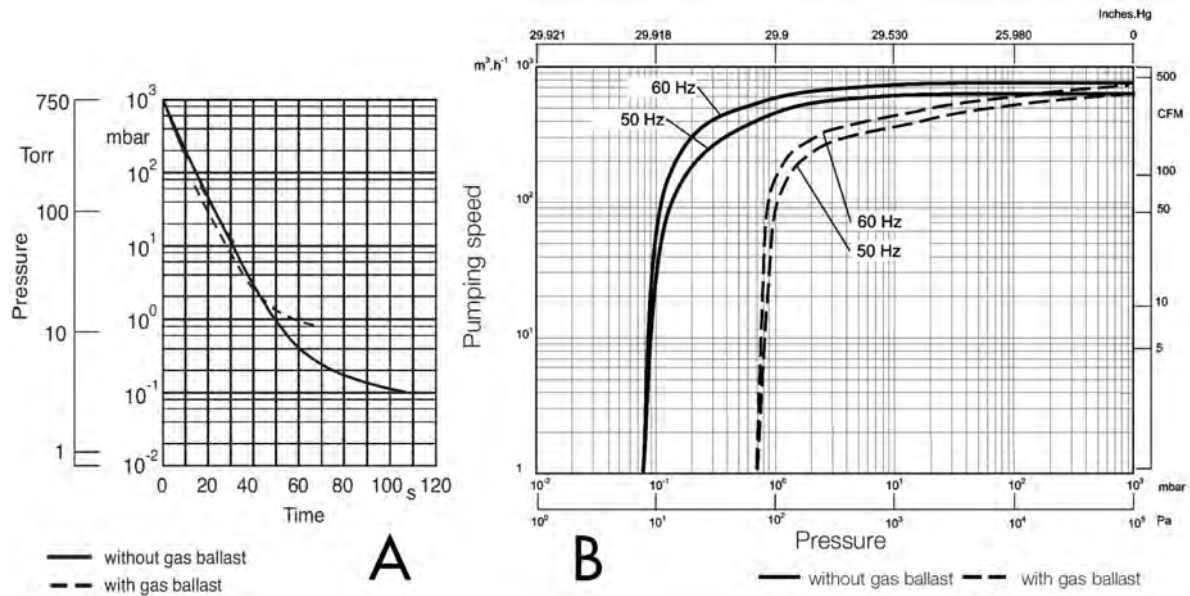 Inches.Hg
29.921 29.918 29.9 29.530 25.980 0
750
Torr
100
10
1
Pressure
10³
mbar
10²
10¹
10⁰
10⁻¹
10⁻²
0 20 40 60 80 100 s 120
Time
without gas ballast
with gas ballast
A
m³.h⁻¹
10³
10²
10¹
1
Pumping speed
60 Hz
50 Hz
60 Hz
50 Hz
500
CFM
100
50
10
5
10⁻² 10⁻¹ 10⁰ 10¹ 10² 10³ mbar
10⁰ 10¹ 10² 10³ 10⁴ 10⁵ Pa
Pressure
B
without gas ballast with gas ballast